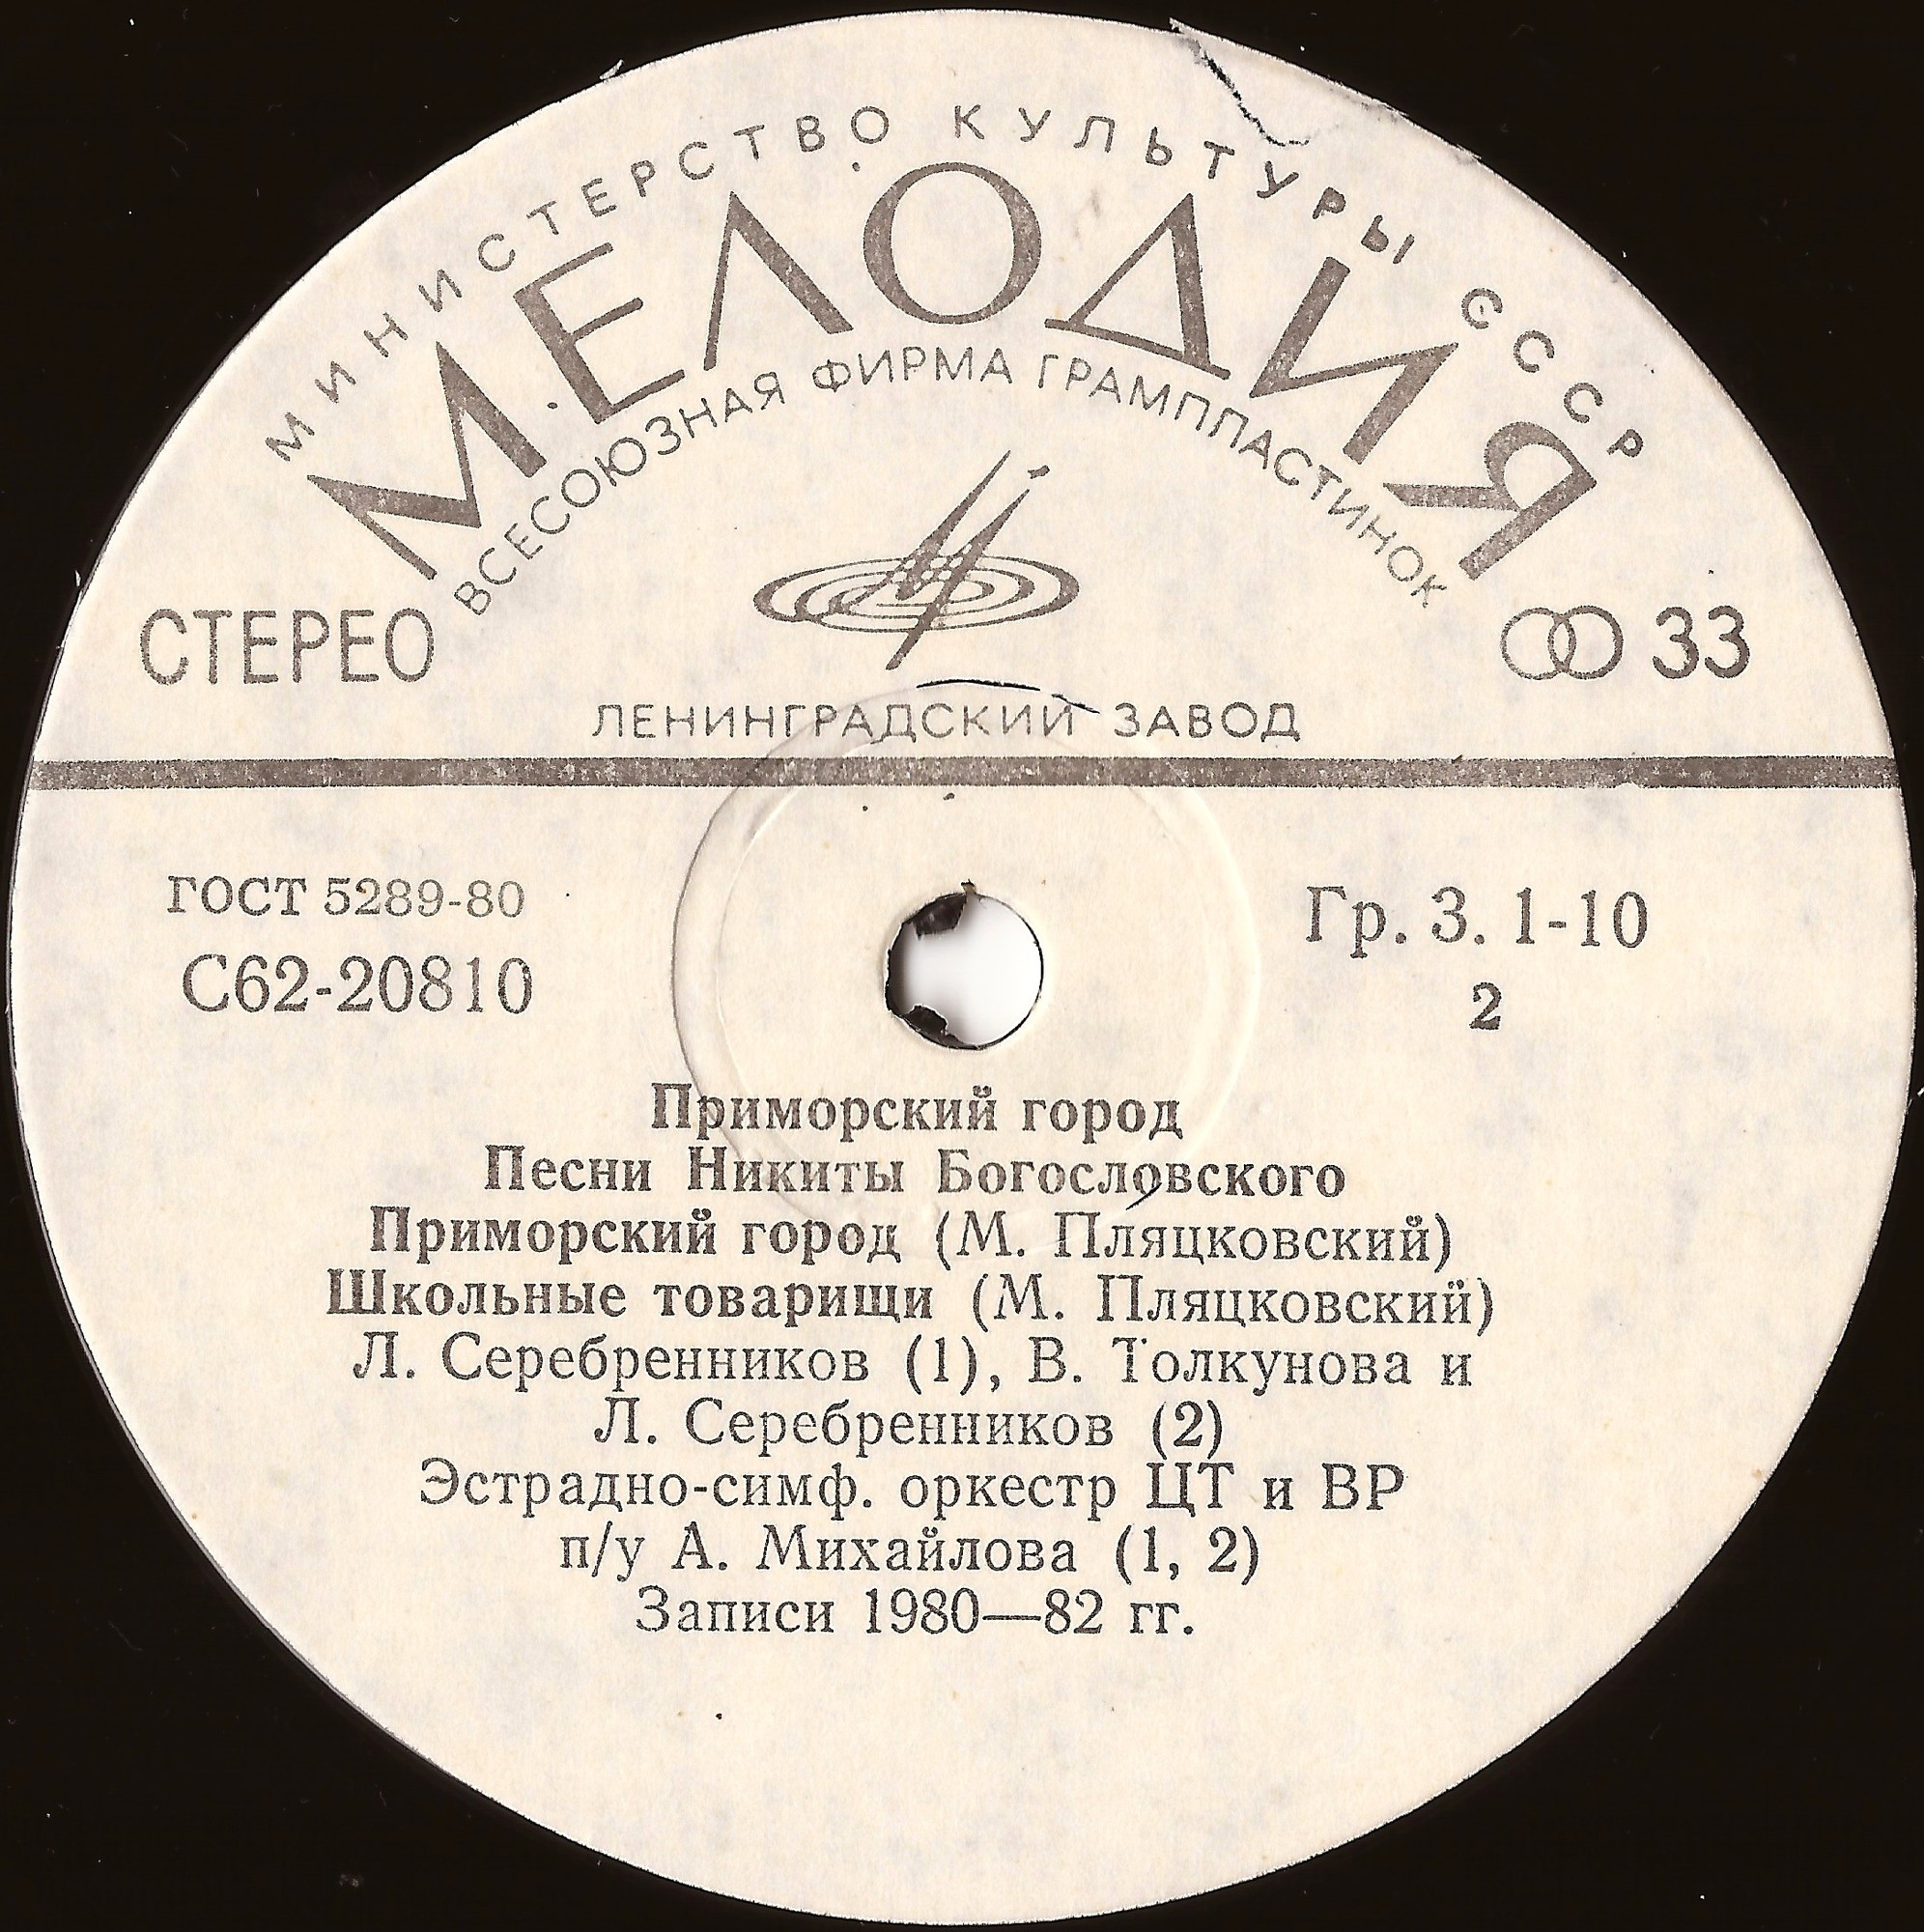 МИНИСТЕРСТВО КУЛЬТУРЫ СССР
МЕЛОДИЯ
ВСЕСОЮЗНАЯ ФИРМА ГРАМПЛАСТИНОК
СТЕРЕО
33
ЛЕНИНГРАДСКИЙ ЗАВОД
ГОСТ 5289-80
С62-20810
Гр. 3. 1-10
2
Приморский город
Песни Никиты Богословского
Приморский город (М. Пляцковский)
Школьные товарищи (М. Пляцковский)
Л. Серебренников (1), В. Толкунова и
Л. Серебренников (2)
Эстрадно-симф. оркестр ЦТ и ВР
п/у А. Михайлова (1, 2)
Записи 1980—82 гг.